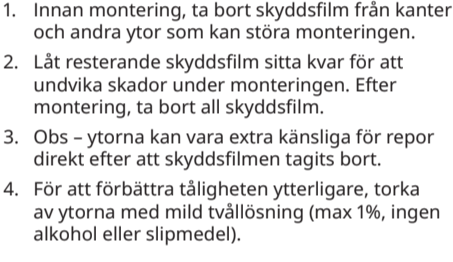 1. Innan montering, ta bort skyddsfilm från kanter
och andra ytor som kan störa monteringen.
2. Låt resterande skyddsfilm sitta kvar för att
undvika skador under monteringen. Efter
montering, ta bort all skyddsfilm.
3. Obs – ytorna kan vara extra känsliga för repor
direkt efter att skyddsfilmen tagits bort.
4. För att förbättra tåligheten ytterligare, torka
av ytorna med mild tvållösning (max 1%, ingen
alkohol eller slipmedel).